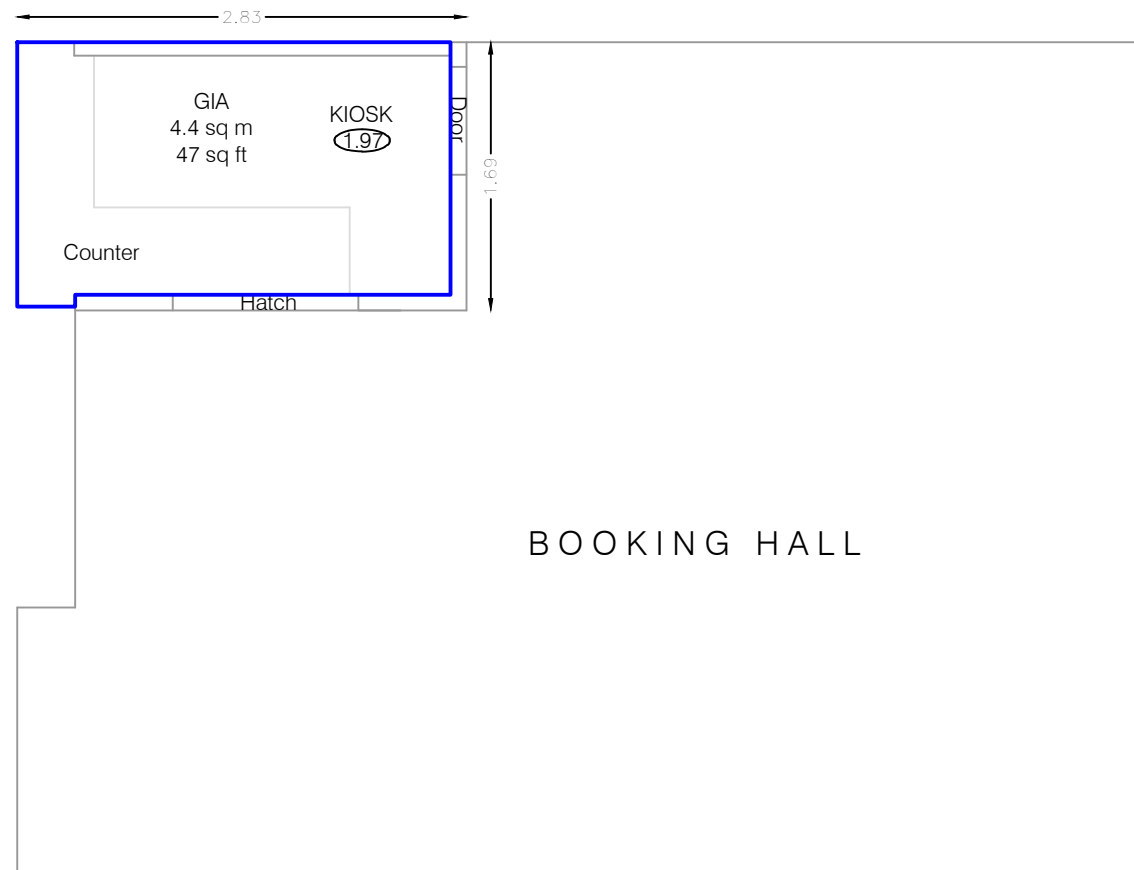 2.83
GIA
4.4 sq m
47 sq ft
KIOSK
1.97
Door
1.69
Counter
Hatch
BOOKING HALL